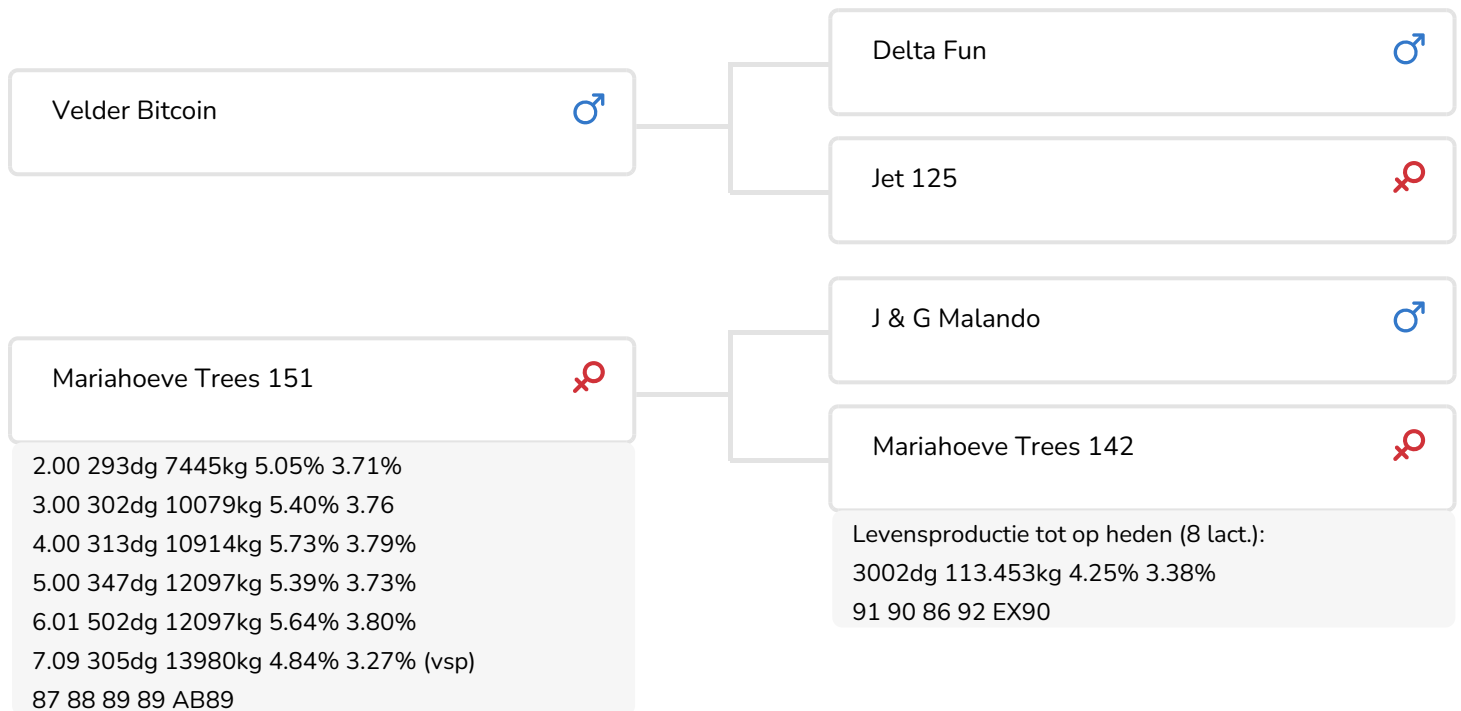 Velder Bitcoin
Delta Fun
Jet 125
Mariahoeve Trees 151
2.00 293dg 7445kg 5.05% 3.71%
3.00 302dg 10079kg 5.40% 3.76
4.00 313dg 10914kg 5.73% 3.79%
5.00 347dg 12097kg 5.39% 3.73%
6.01 502dg 12097kg 5.64% 3.80%
7.09 305dg 13980kg 4.84% 3.27% (vsp)
87 88 89 89 AB89
J & G Malando
Mariahoeve Trees 142
Levensproductie tot op heden (8 lact.):
3002dg 113.453kg 4.25% 3.38%
91 90 86 92 EX90